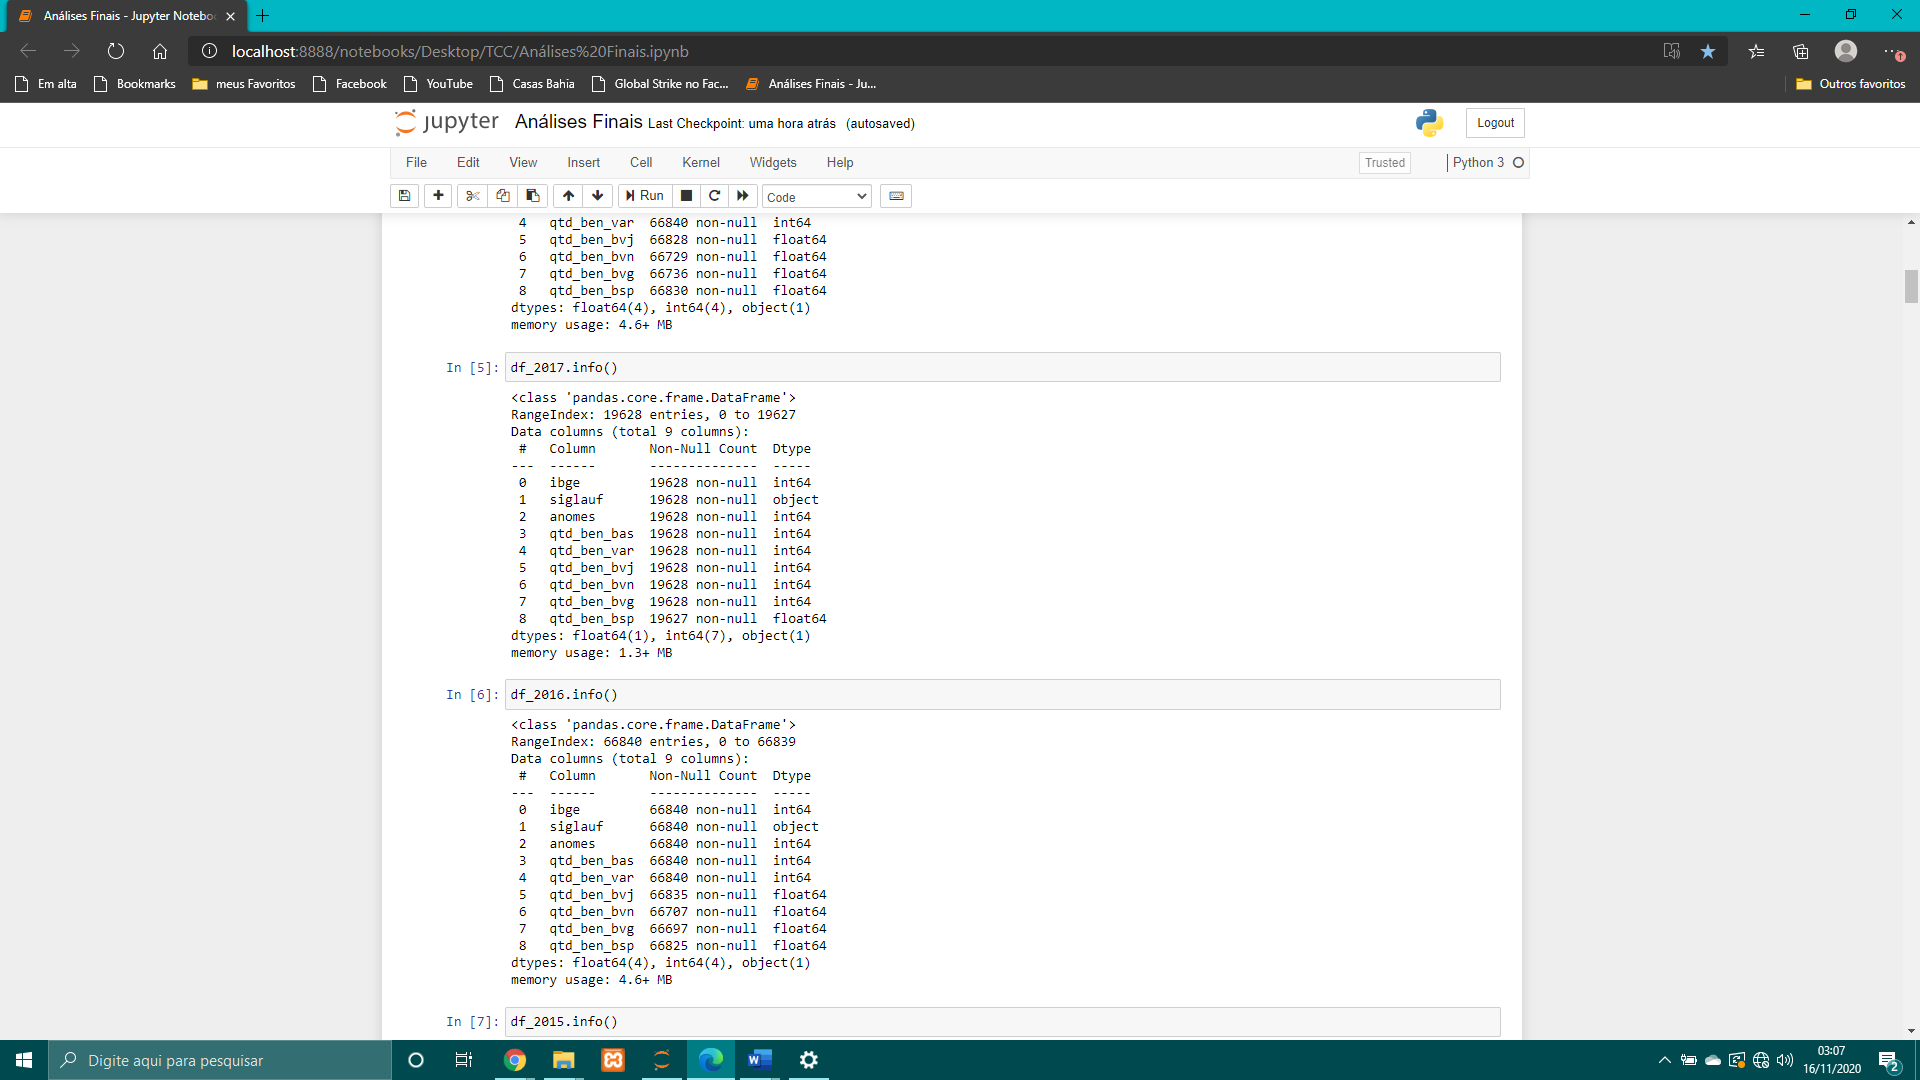 Análises Finais - Jupyter Notebo
localhost:8888/notebooks/Desktop/TCC/Análises%20Finais.ipynb
Em alta Bookmarks meus Favoritos Facebook YouTube Casas Bahia Global Strike no Fac... Análises Finais - Ju... Outros favoritos
jupyter Análises Finais Last Checkpoint: uma hora atrás (autosaved) Logout
File Edit View Insert Cell Kernel Widgets Help Trusted Python 3
Run Code
4 qtd_ben_var 66840 non-null int64
5 qtd_ben_bvj 66828 non-null float64
6 qtd_ben_bvn 66729 non-null float64
7 qtd_ben_bvg 66736 non-null float64
8 qtd_ben_bsp 66830 non-null float64
dtypes: float64(4), int64(4), object(1)
memory usage: 4.6+ MB
In [5]: df_2017.info()
<class 'pandas.core.frame.DataFrame'>
RangeIndex: 19628 entries, 0 to 19627
Data columns (total 9 columns):
# Column Non-Null Count Dtype
--- ------ -------------- -----
0 ibge 19628 non-null int64
1 siglauf 19628 non-null object
2 anomes 19628 non-null int64
3 qtd_ben_bas 19628 non-null int64
4 qtd_ben_var 19628 non-null int64
5 qtd_ben_bvj 19628 non-null int64
6 qtd_ben_bvn 19628 non-null int64
7 qtd_ben_bvg 19628 non-null int64
8 qtd_ben_bsp 19627 non-null float64
dtypes: float64(1), int64(7), object(1)
memory usage: 1.3+ MB
In [6]: df_2016.info()
<class 'pandas.core.frame.DataFrame'>
RangeIndex: 66840 entries, 0 to 66839
Data columns (total 9 columns):
# Column Non-Null Count Dtype
--- ------ -------------- -----
0 ibge 66840 non-null int64
1 siglauf 66840 non-null object
2 anomes 66840 non-null int64
3 qtd_ben_bas 66840 non-null int64
4 qtd_ben_var 66840 non-null int64
5 qtd_ben_bvj 66835 non-null float64
6 qtd_ben_bvn 66707 non-null float64
7 qtd_ben_bvg 66697 non-null float64
8 qtd_ben_bsp 66825 non-null float64
dtypes: float64(4), int64(4), object(1)
memory usage: 4.6+ MB
In [7]: df_2015.info()
Digite aqui para pesquisar
03:07
16/11/2020
2